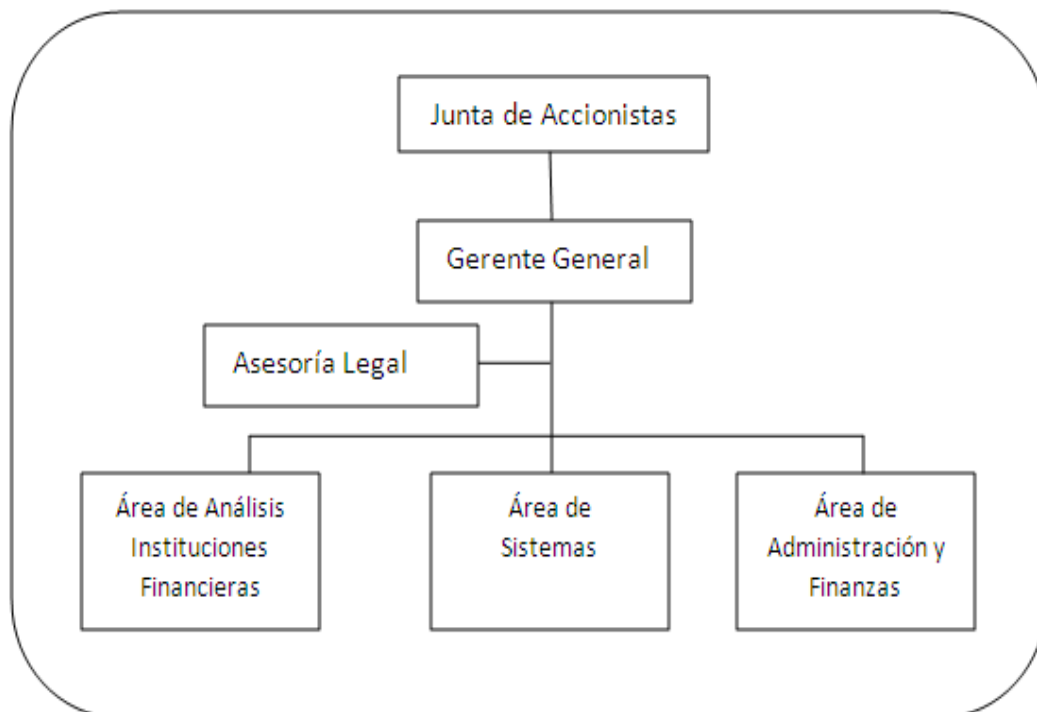 Junta de Accionistas
Gerente General
Asesoría Legal
Área de Análisis
Instituciones
Financieras
Área de
Sistemas
Área de
Administración y
Finanzas